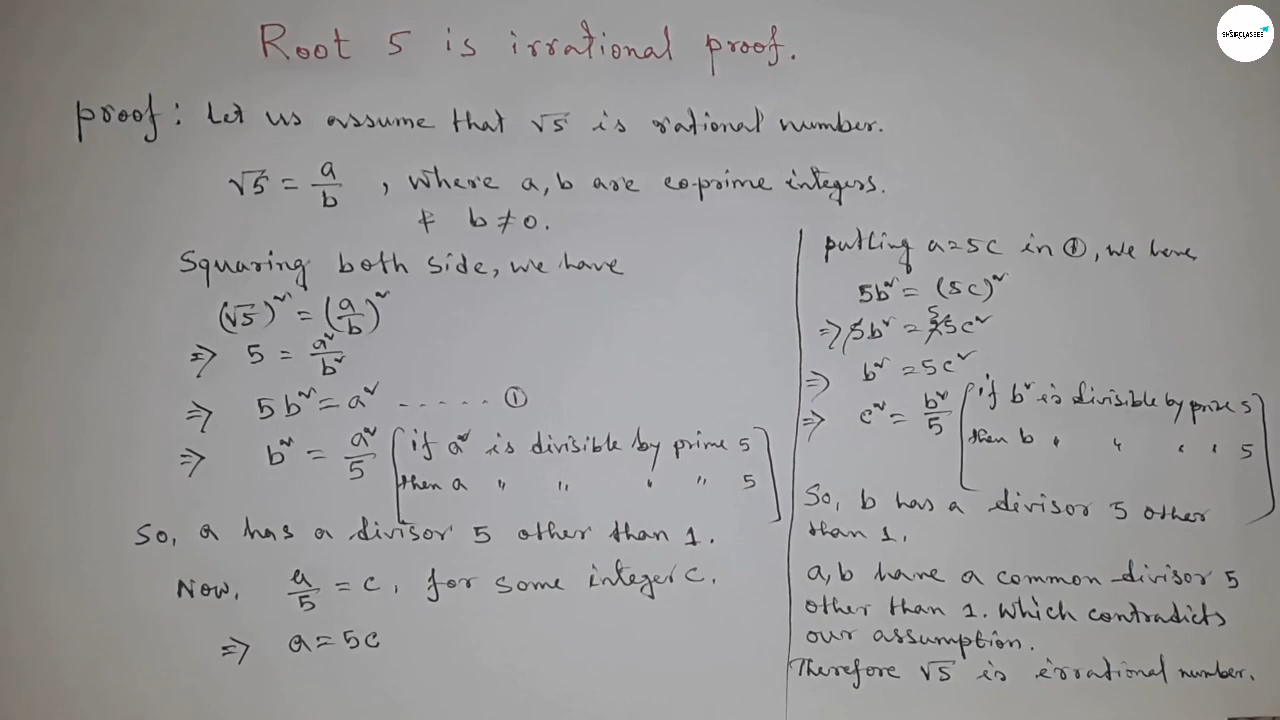 SHSIRCLASSES
Root 5 is irrational proof.
proof: Let us assume that √5 is rational number.
√5 = a/b , where a, b are co-prime integers.
& b ≠ 0.
Squaring both side, we have
(√5)² = (a/b)²
⇒ 5 = a²/b²
⇒ 5b² = a² ...... ①
⇒ b² = a²/5 [if a² is divisible by prime 5
then a " " " " 5]
So, a has a divisor 5 other than 1.
Now, a/5 = c, for some integer c.
⇒ a = 5c
putting a=5c in ①, we have
5b² = (5c)²
⇒ 5b² = 25c² 5
⇒ b² = 5c²
⇒ c² = b²/5 [if b² is divisible by prime 5
then b " " " " 5]
So, b has a divisor 5 other
than 1.
a, b have a common divisor 5
other than 1. Which contradicts
our assumption.
Therefore √5 is irrational number.